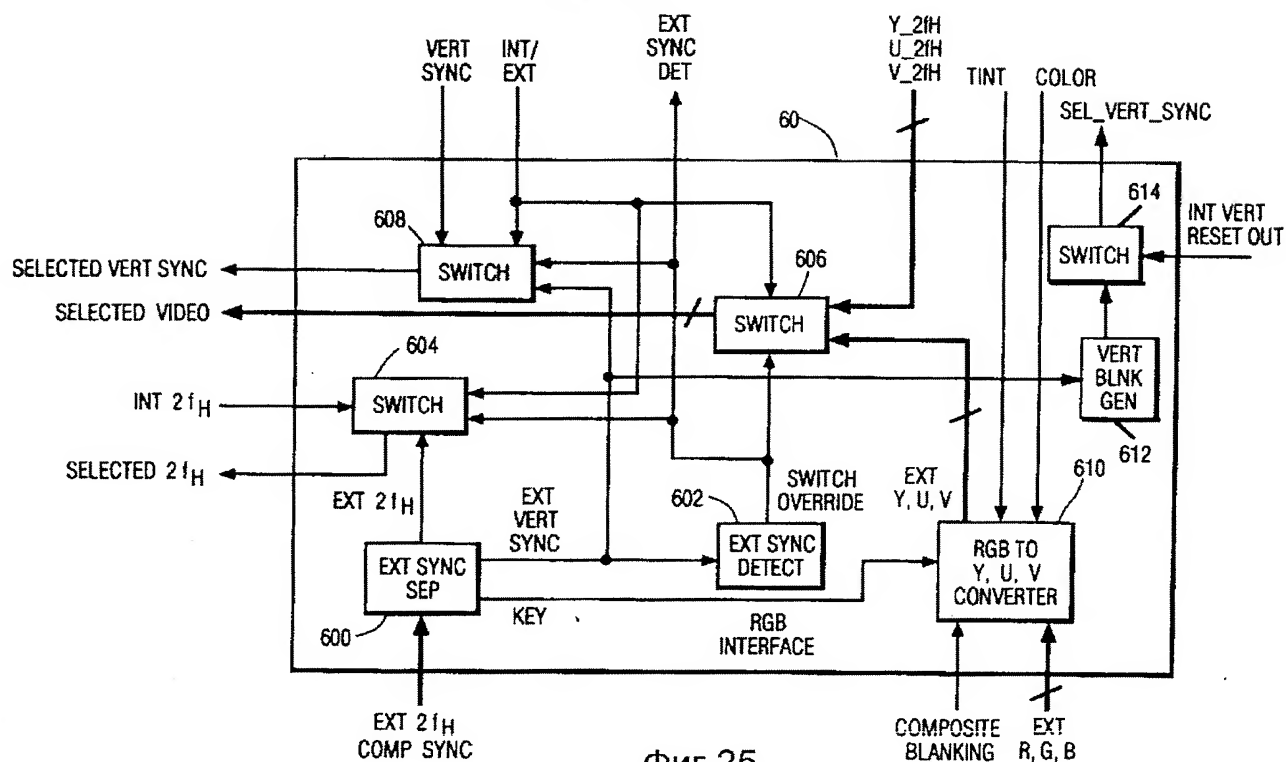 VERT
SYNC
INT/
EXT
EXT
SYNC
DET
Y_2fH
U_2fH
V_2fH
TINT
COLOR
SEL_VERT_SYNC
60
608
SWITCH
SELECTED VERT SYNC
606
SWITCH
SELECTED VIDEO
614
SWITCH
INT VERT
RESET OUT
604
SWITCH
INT 2fH
SELECTED 2fH
VERT
BLNK
GEN
612
EXT 2fH
EXT
VERT
SYNC
602
SWITCH
OVERRIDE
EXT
Y, U, V
610
EXT SYNC
SEP
600
EXT SYNC
DETECT
RGB TO
Y, U, V
CONVERTER
KEY
RGB
INTERFACE
EXT 2fH
COMP SYNC
COMPOSITE
BLANKING
EXT
R, G, B
Фиг.25